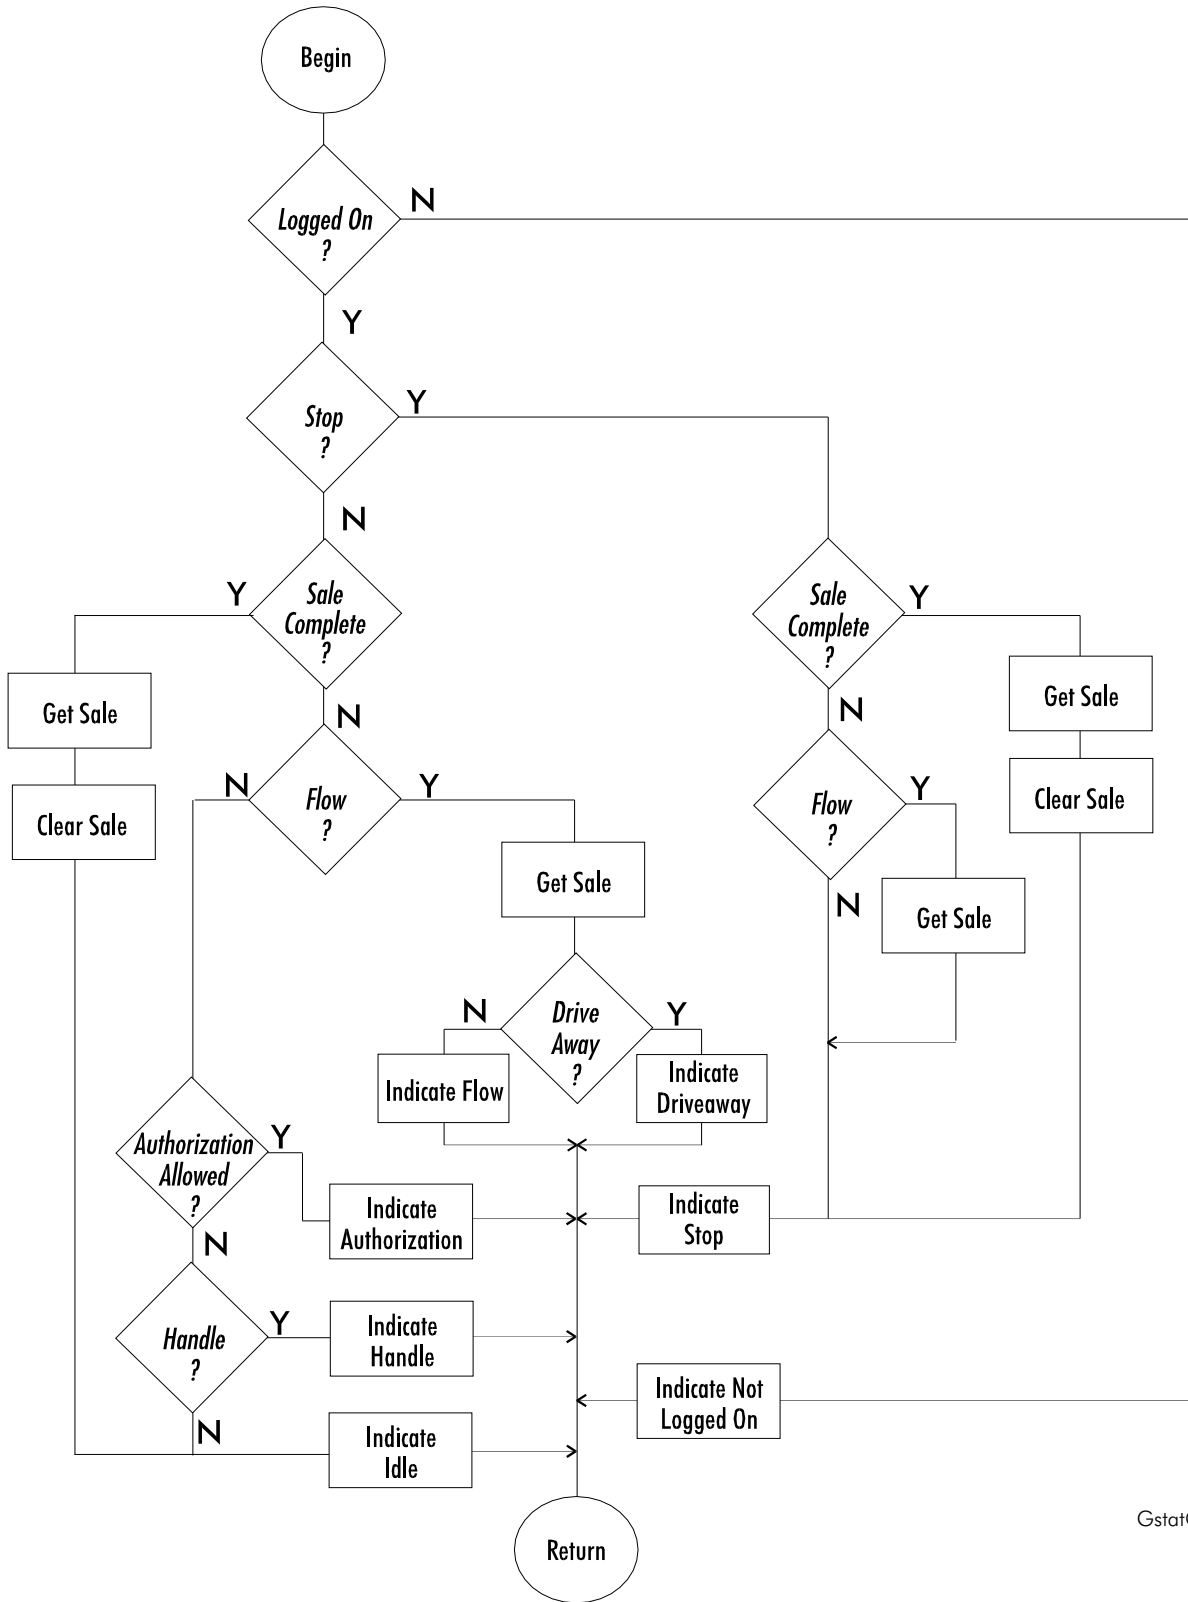 Begin
N
Logged On
?
Y
Y
Stop
?
N
Y
Sale
Complete
?
Sale
Complete
?
Y
Get Sale
N
Get Sale
N
N
Flow
?
Y
Flow
?
Y
Clear Sale
Clear Sale
Get Sale
N
Get Sale
N
Drive
Away
?
Y
Indicate Flow
Indicate
Driveaway
Authorization
Allowed
?
Y
Indicate
Authorization
Indicate
Stop
N
Handle
?
Y
Indicate
Handle
Indicate Not
Logged On
N
Indicate
Idle
Return